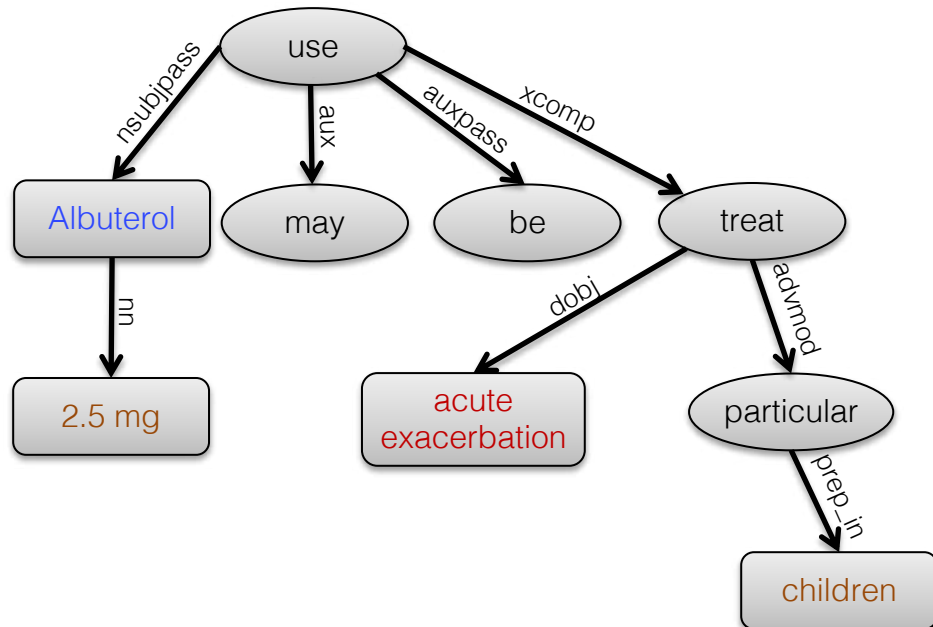 use
nsubjpass
aux
auxpass
xcomp
Albuterol
may
be
treat
nn
dobj
advmod
2.5 mg
acute
exacerbation
particular
prep_in
children